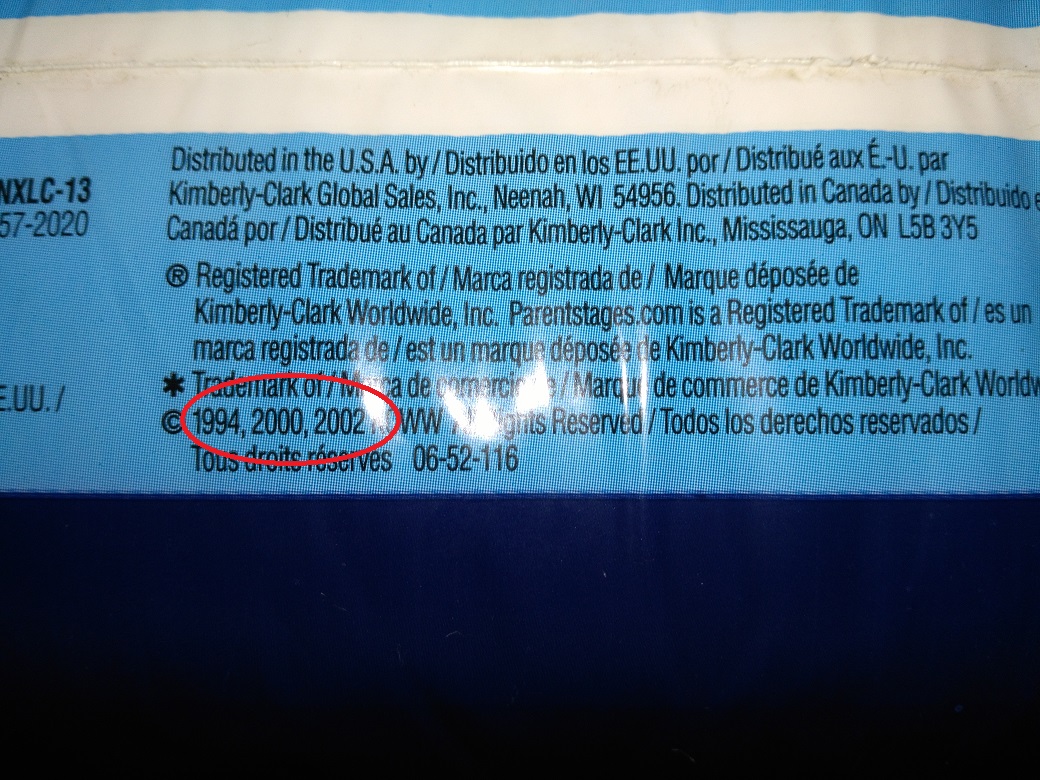 Distributed in the U.S.A. by / Distribuido en los EE.UU. por / Distribué aux É.-U. par
NXLC-13
Kimberly-Clark Global Sales, Inc., Neenah, WI 54956. Distributed in Canada by / Distribuido e
57-2020
Canadá por / Distribué au Canada par Kimberly-Clark Inc., Mississauga, ON L5B 3Y5
® Registered Trademark of / Marca registrada de / Marque déposée de
Kimberly-Clark Worldwide, Inc. Parentstages.com is a Registered Trademark of / es un
marca registrada de / est un marque déposée de Kimberly-Clark Worldwide, Inc.
E.UU. /
* Trademark of / Marca de / Marque de commerce de Kimberly-Clark Worldw
© 1994, 2000, 2002 Rights Reserved / Todos los derechos reservados /
Tous droits réservés 06-52-116